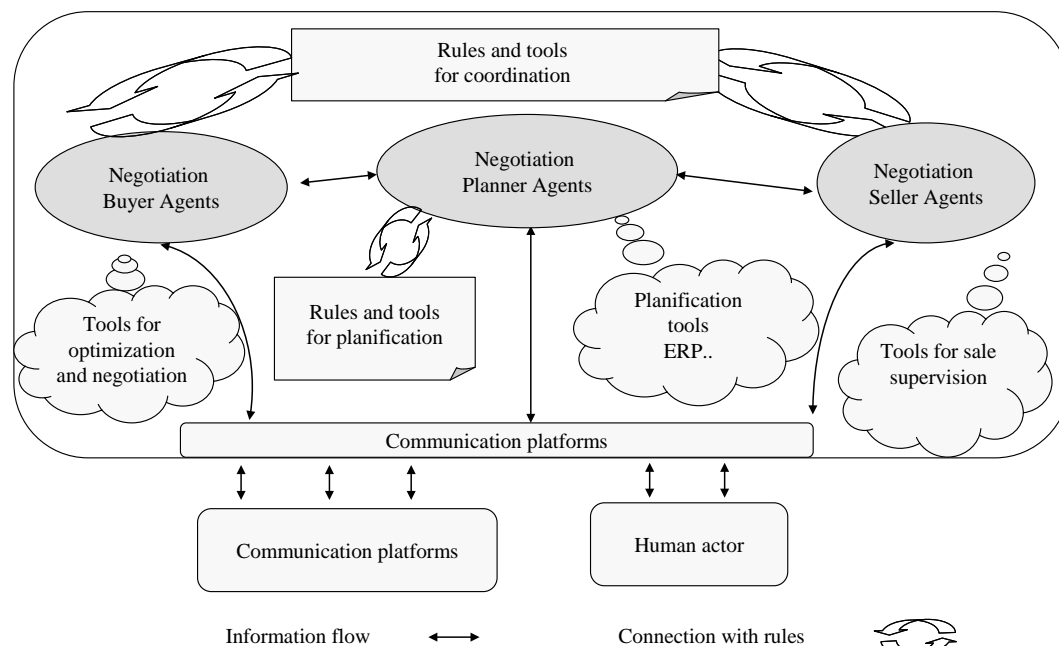 Rules and tools
for coordination
Negotiation
Buyer Agents
Negotiation
Planner Agents
Negotiation
Seller Agents
Tools for
optimization
and negotiation
Rules and tools
for planification
Planification
tools
ERP..
Tools for sale
supervision
Communication platforms
Communication platforms
Human actor
Information flow
Connection with rules